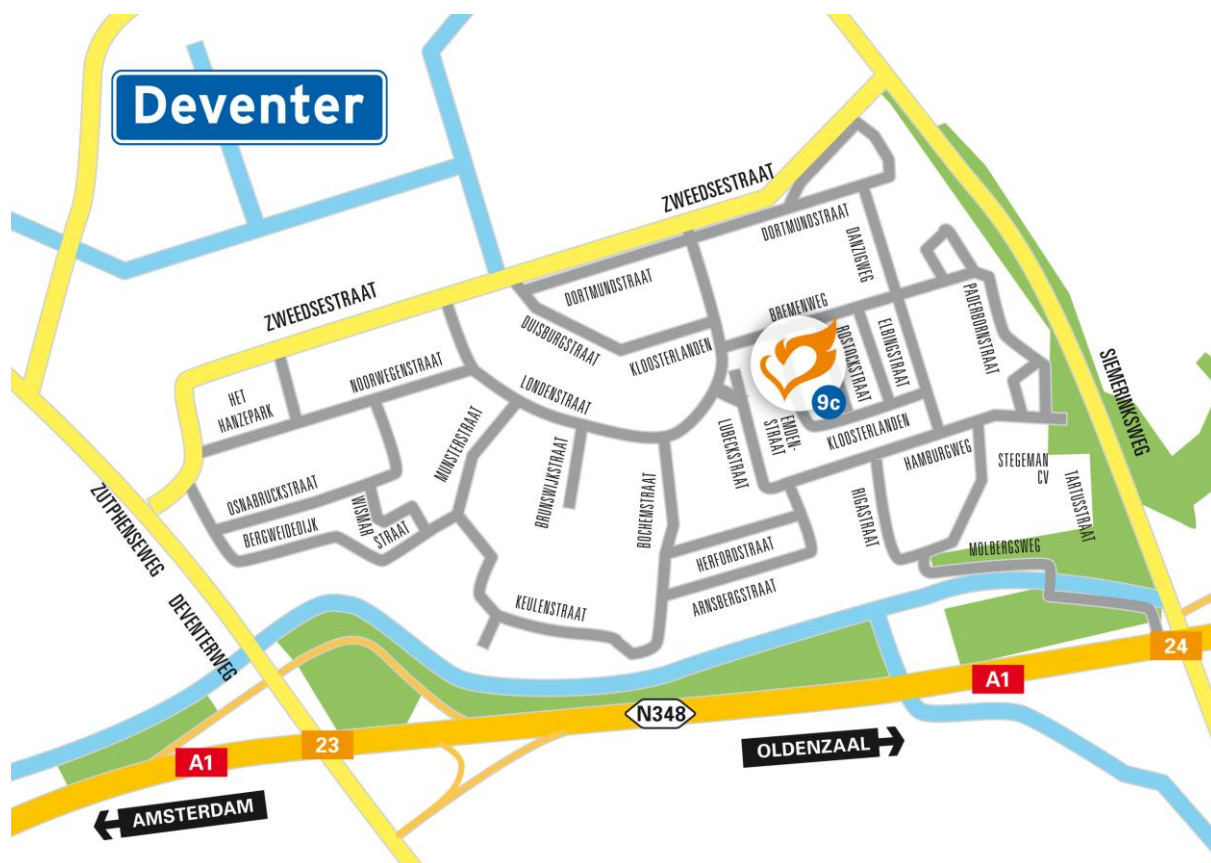 Deventer
ZWEEDSESTRAAT
ZWEEDSESTRAAT
DORTMUNDSTRAAT
DANZIGWEG
DORTMUNDSTRAAT
BREMENWEG
PADERBORNSTRAAT
DUISBURGSTRAAT
KLOOSTERLANDEN
ROSTOCKSTRAAT
ELBINGSTRAAT
SIEMERINKSWEG
HET
HANZEPARK
NOORWEGENSTRAAT
LONDENSTRAAT
9c
EMDEN-
STRAAT
KLOOSTERLANDEN
LUBECKSTRAAT
MUNSTERSTRAAT
BRUNSWIJKSTRAAT
BOCHEMSTRAAT
HAMBURGWEG
STEGEMAN
CV
TARTUSSTRAAT
OSNABRUCKSTRAAT
WISMAR
STRAAT
BERGWEIDEDIJK
RIGASTRAAT
ZUTPHENSEWEG
HERFORDSTRAAT
MOLBERGSWEG
KEULENSTRAAT
ARNSBERGSTRAAT
DEVENTERWEG
24
A1
N348
23
OLDENZAAL
A1
AMSTERDAM